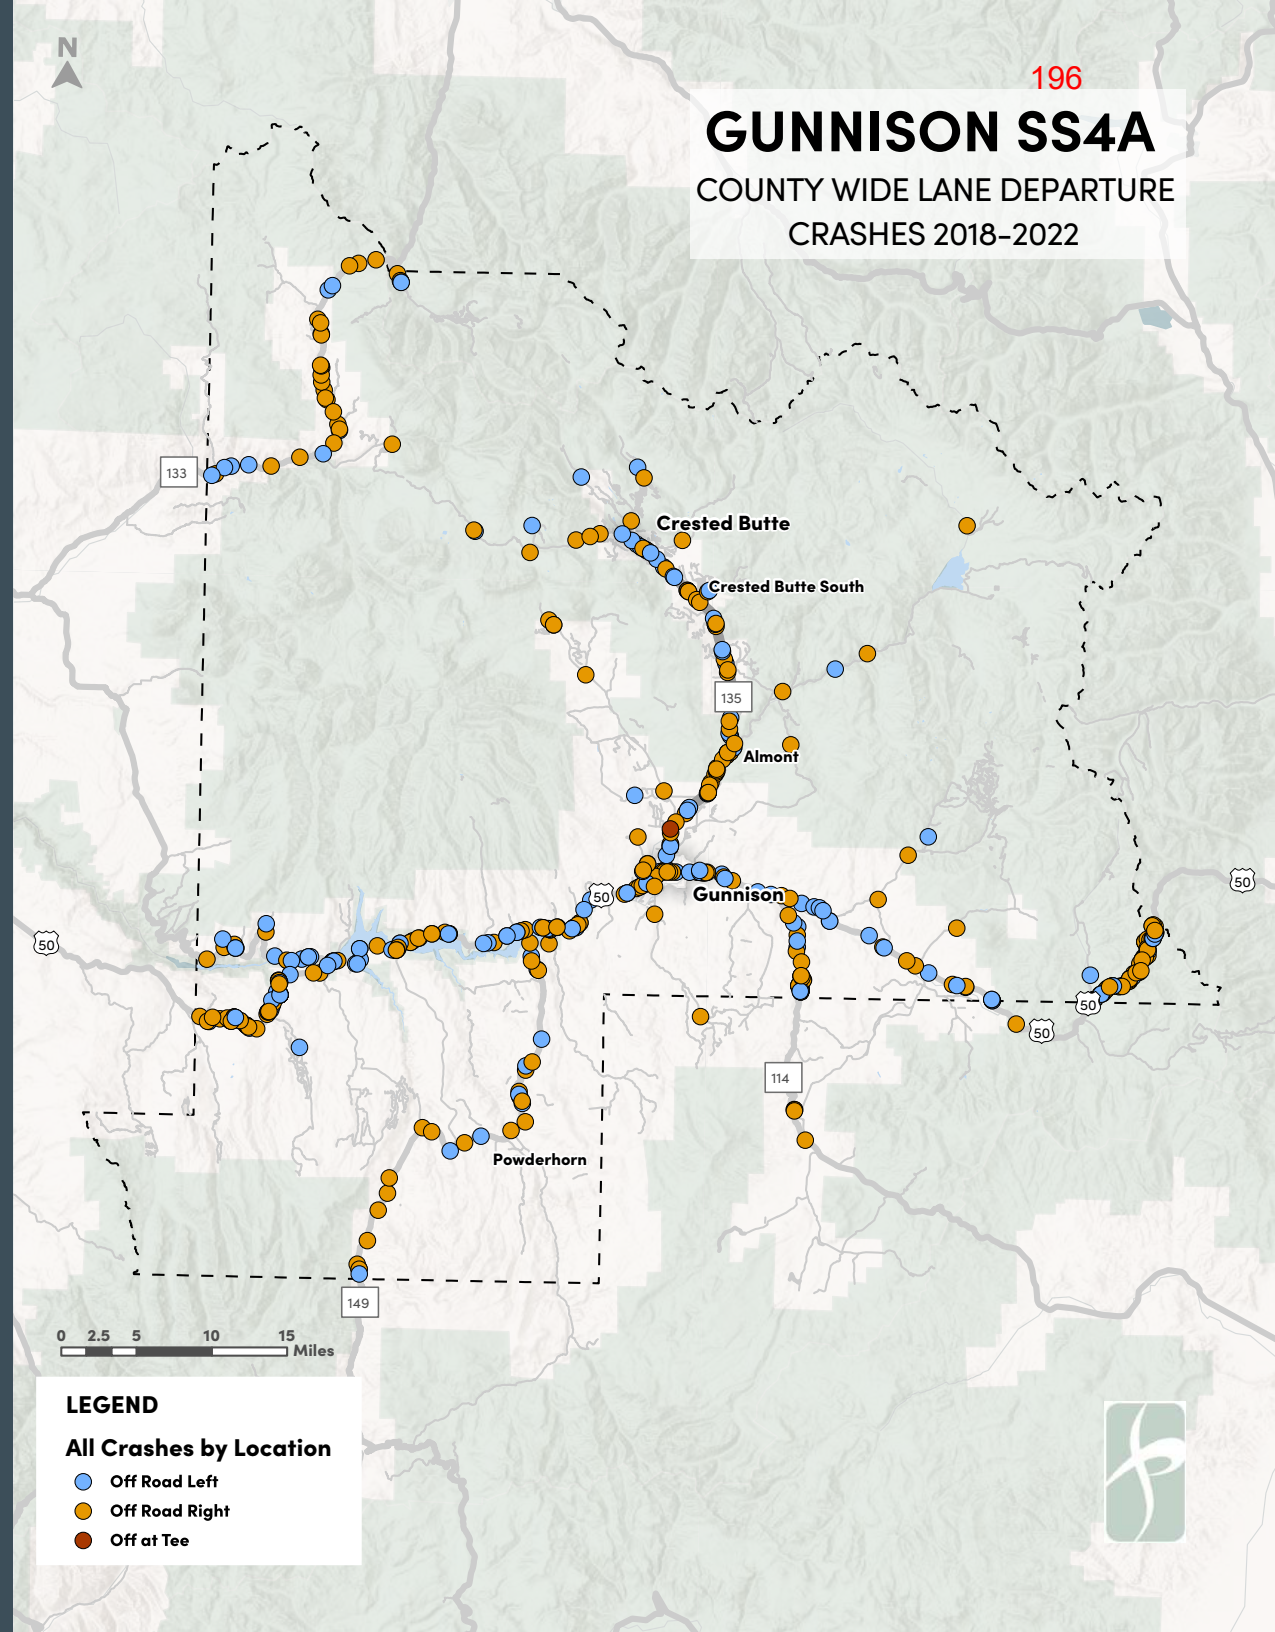 N
196
GUNNISON SS4A
COUNTY WIDE LANE DEPARTURE
CRASHES 2018-2022
133
Crested Butte
Crested Butte South
135
Almont
50
50
Gunnison
50
50
50
114
Powderhorn
149
0 2.5 5 10 15
Miles
LEGEND
All Crashes by Location
Off Road Left
Off Road Right
Off at Tee